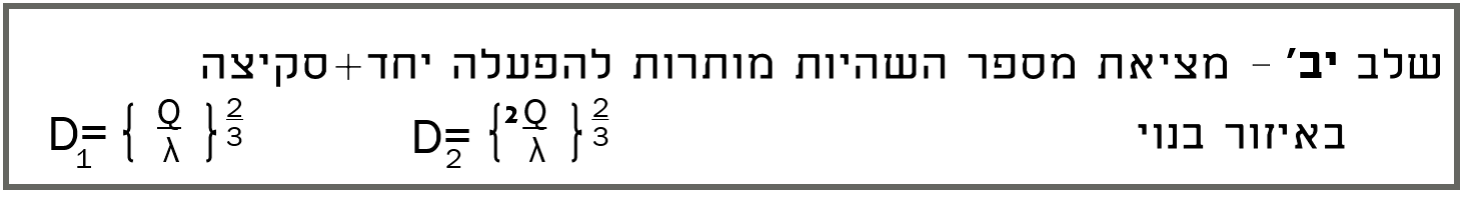 שלב יב' – מציאת מספר השהיות מותרות להפעלה יחד+סקיצה
באיזור בנוי D₂={²Q/λ}^2/3 D₁={Q/λ}^2/3